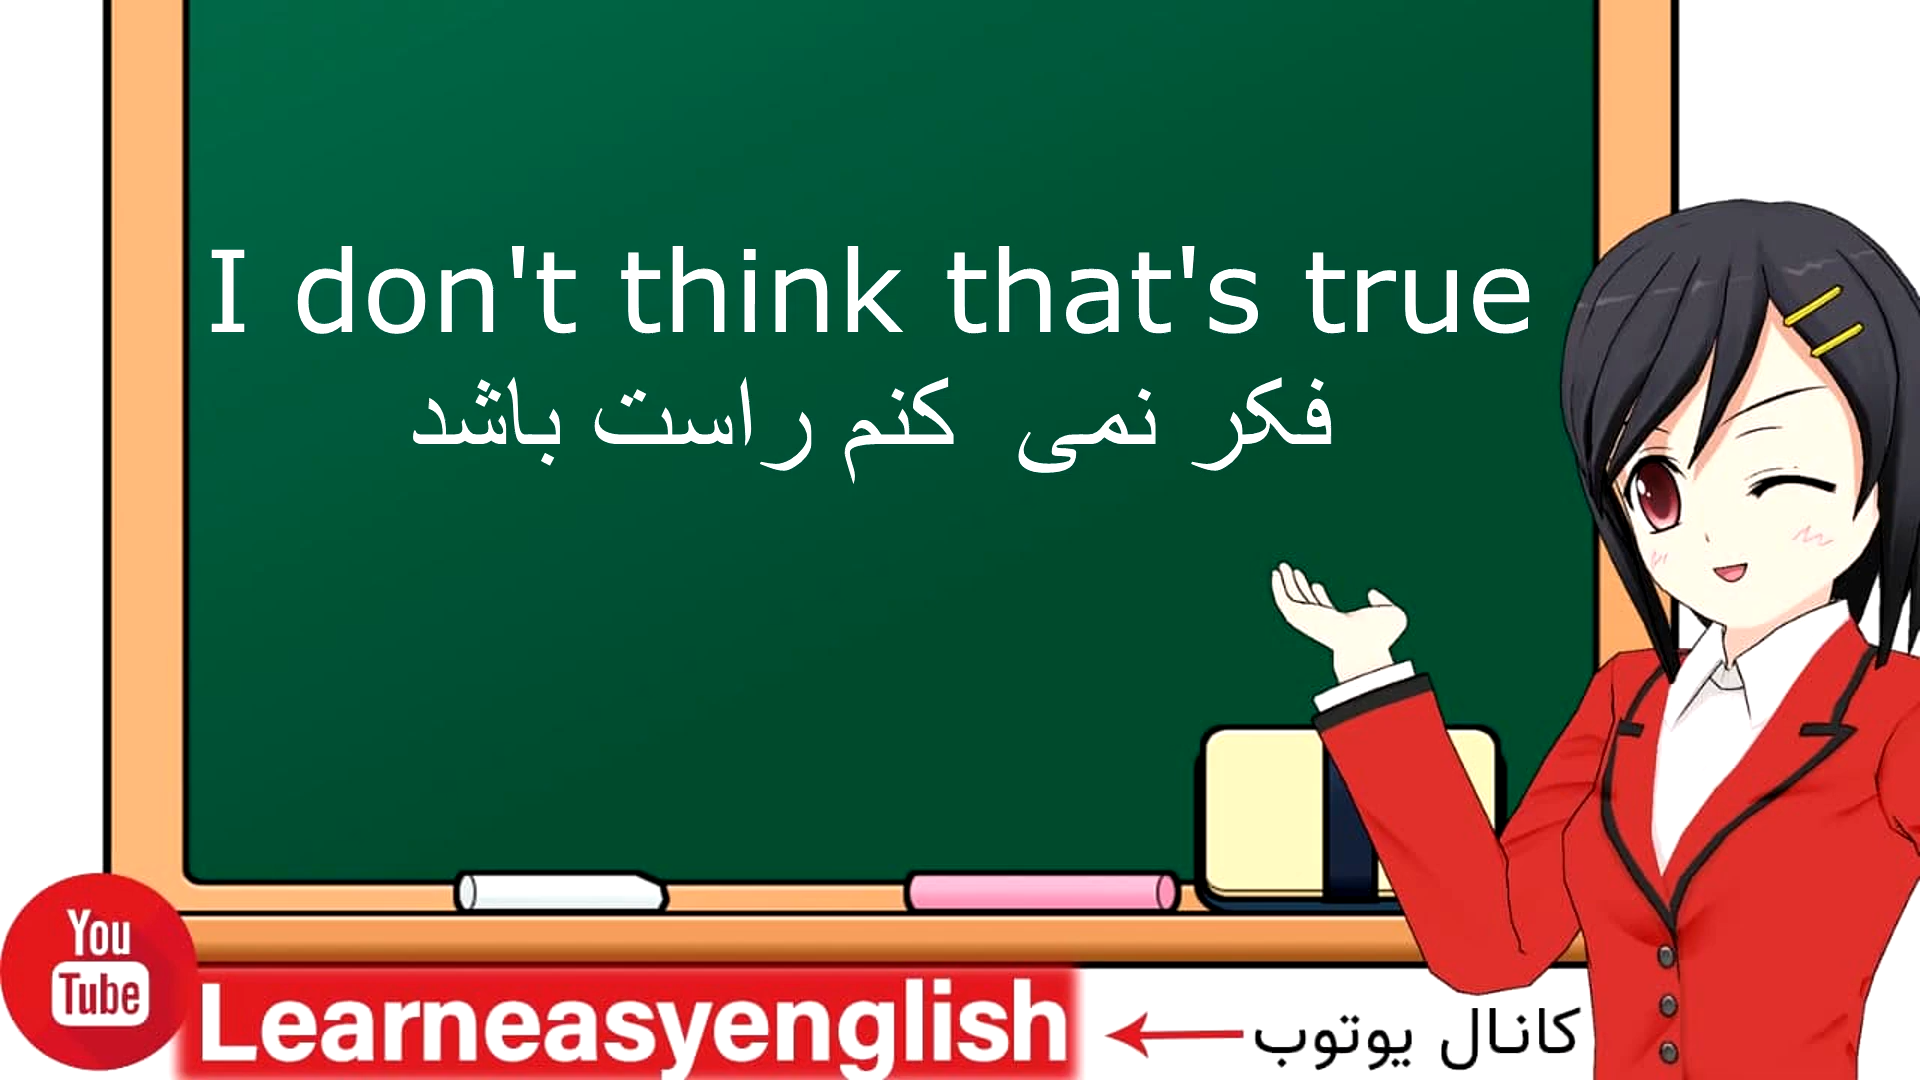 I don't think that's true
فکر نمی کنم راست باشد
You
Tube
Learneasyenglish
کانال یوتوب